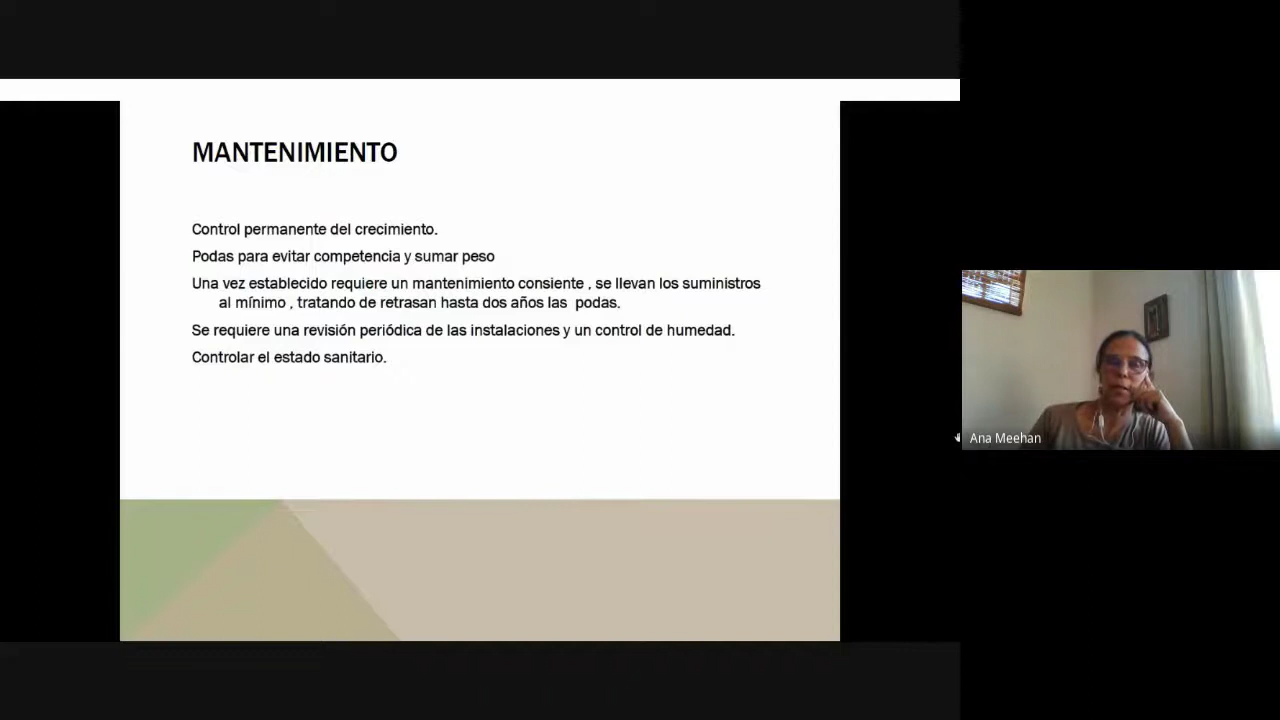 MANTENIMIENTO
Control permanente del crecimiento.
Podas para evitar competencia y sumar peso
Una vez establecido requiere un mantenimiento consiente , se llevan los suministros
al mínimo , tratando de retrasan hasta dos años las podas.
Se requiere una revisión periódica de las instalaciones y un control de humedad.
Controlar el estado sanitario.
Ana Meehan